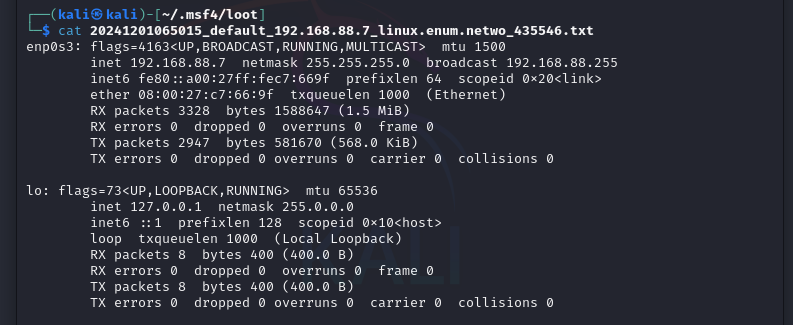 ┌──(kali㉿kali)-[~/.msf4/loot]
└─$ cat 20241201065015_default_192.168.88.7_linux.enum.netwo_435546.txt
enp0s3: flags=4163<UP,BROADCAST,RUNNING,MULTICAST>  mtu 1500
        inet 192.168.88.7  netmask 255.255.255.0  broadcast 192.168.88.255
        inet6 fe80::a00:27ff:fec7:669f  prefixlen 64  scopeid 0×20<link>
        ether 08:00:27:c7:66:9f  txqueuelen 1000  (Ethernet)
        RX packets 3328  bytes 1588647 (1.5 MiB)
        RX errors 0  dropped 0  overruns 0  frame 0
        TX packets 2947  bytes 581670 (568.0 KiB)
        TX errors 0  dropped 0 overruns 0  carrier 0  collisions 0

lo: flags=73<UP,LOOPBACK,RUNNING>  mtu 65536
        inet 127.0.0.1  netmask 255.0.0.0
        inet6 ::1  prefixlen 128  scopeid 0×10<host>
        loop  txqueuelen 1000  (Local Loopback)
        RX packets 8  bytes 400 (400.0 B)
        RX errors 0  dropped 0  overruns 0  frame 0
        TX packets 8  bytes 400 (400.0 B)
        TX errors 0  dropped 0 overruns 0  carrier 0  collisions 0